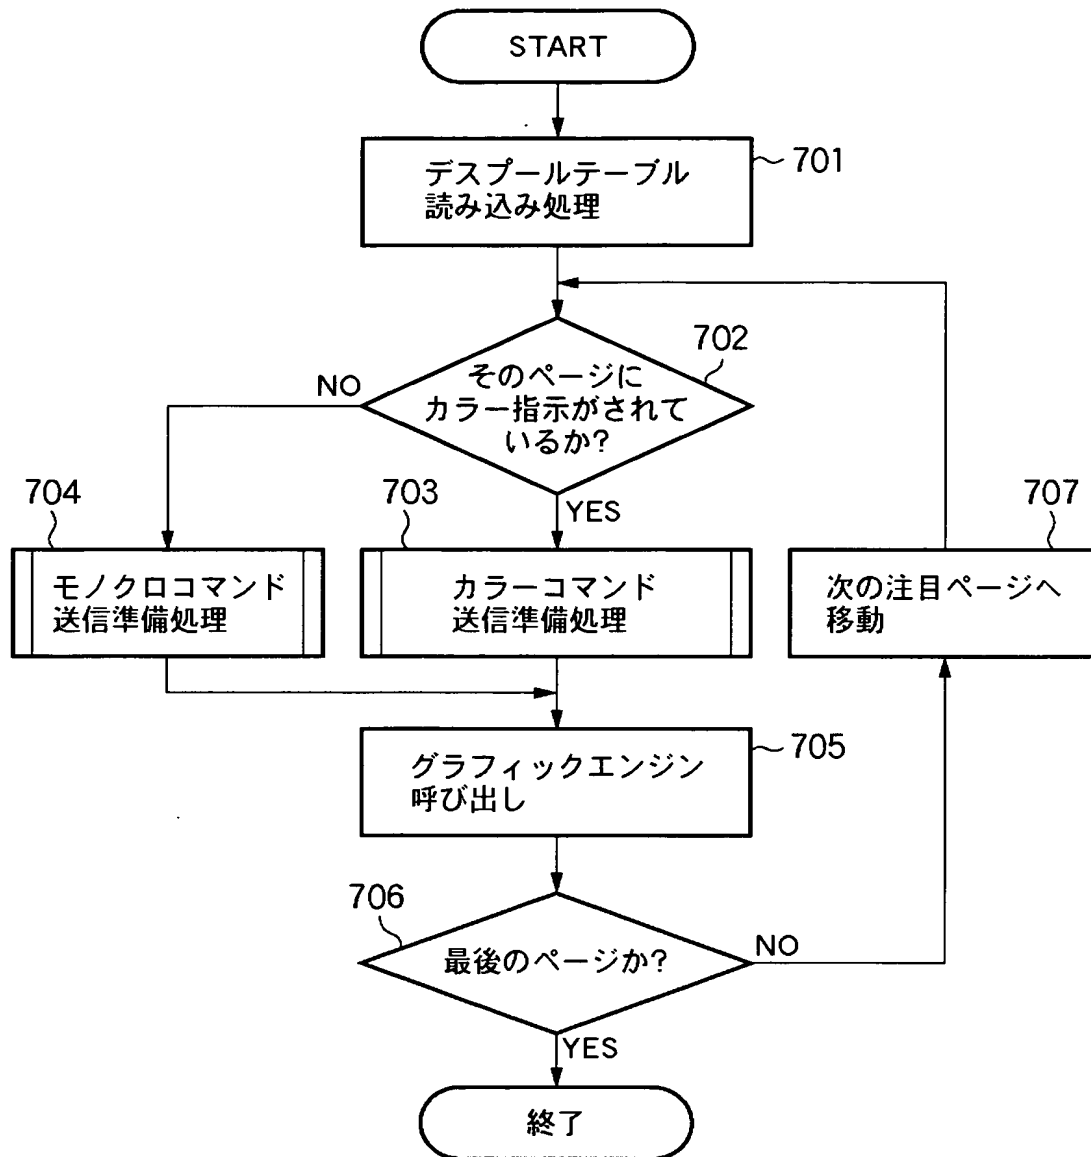 START
デスプールテーブル
読み込み処理
701
702
そのページに
カラー指示がされて
いるか?
NO
YES
704
モノクロコマンド
送信準備処理
703
カラーコマンド
送信準備処理
707
次の注目ページへ
移動
グラフィックエンジン
呼び出し
705
706
最後のページか?
NO
YES
終了